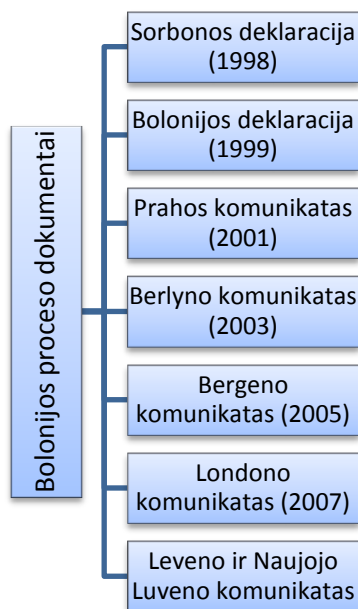 Bolonijos proceso dokumentai
Sorbonos deklaracija
(1998)
Bolonijos deklaracija
(1999)
Prahos komunikatas
(2001)
Berlyno komunikatas
(2003)
Bergeno
komunikatas (2005)
Londono
komunikatas (2007)
Leveno ir Naujojo
Luveno komunikatas